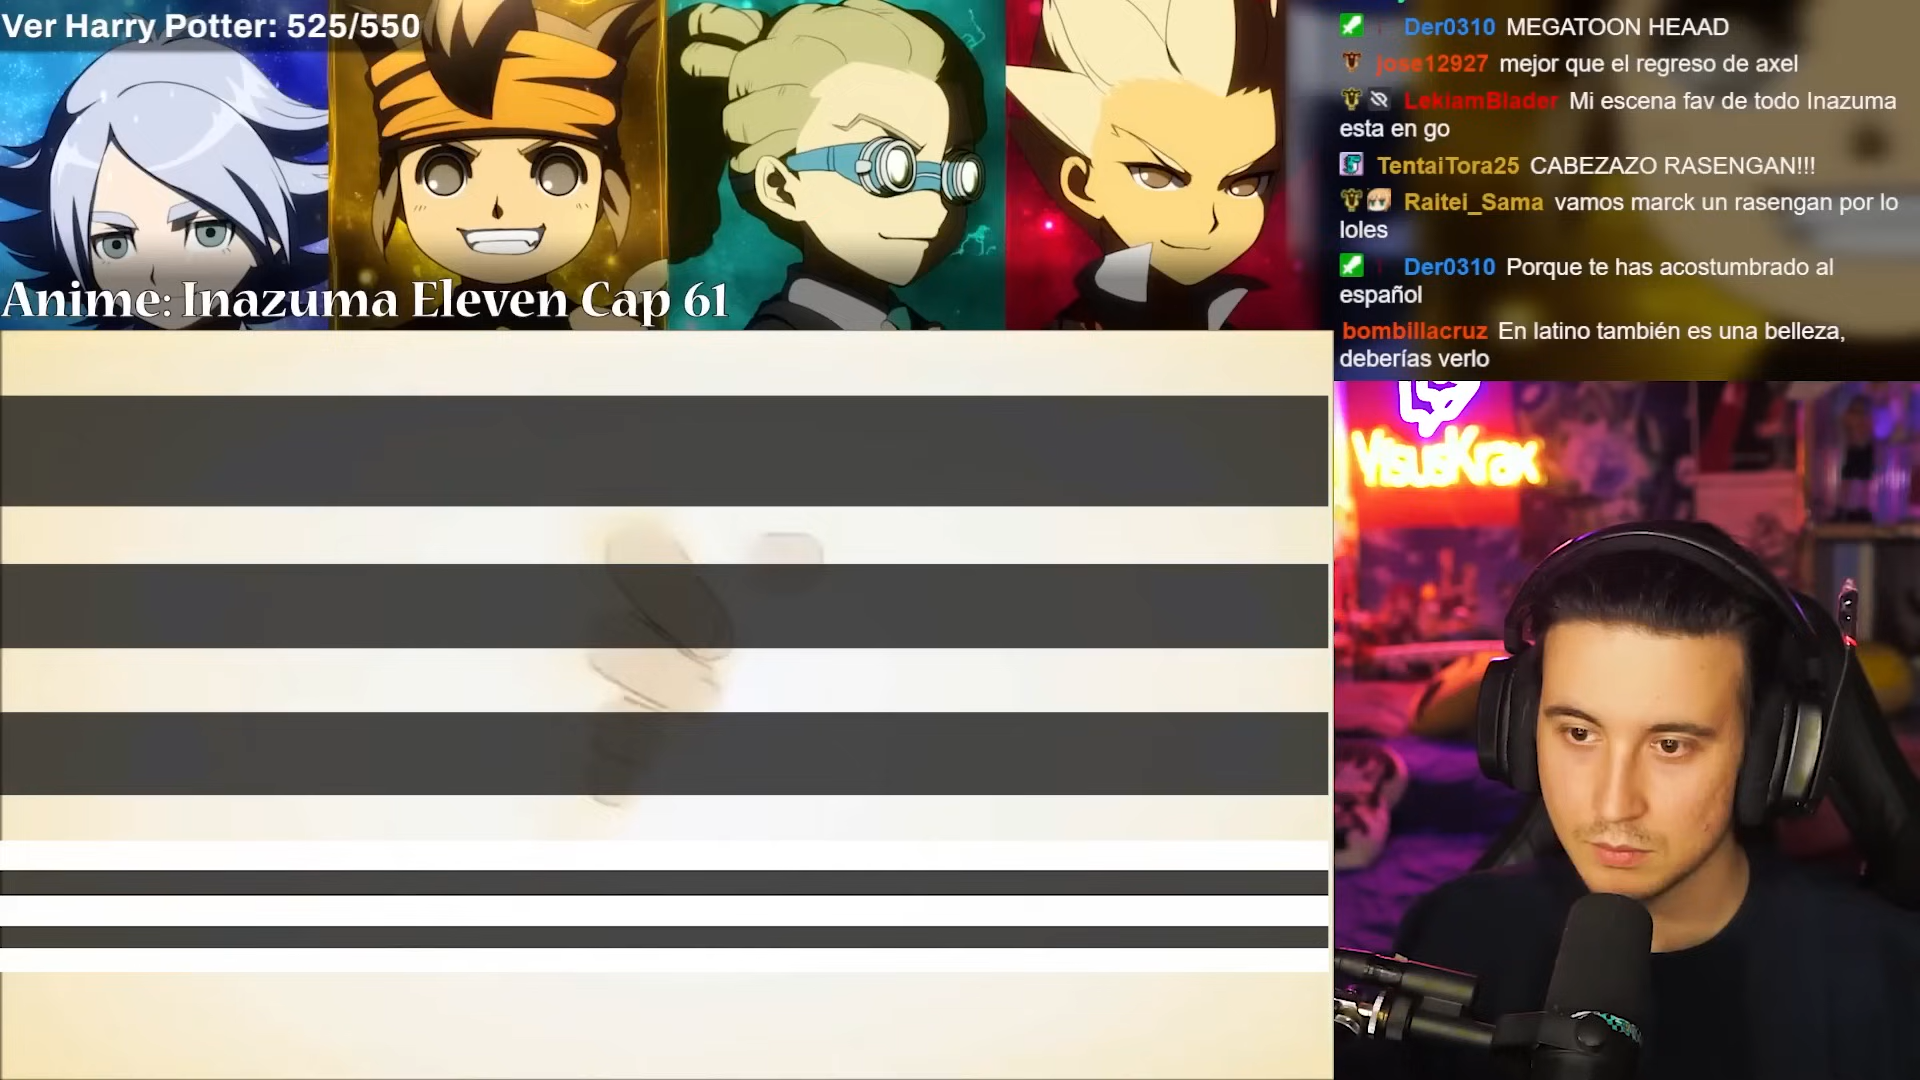 Ver Harry Potter: 525/550
Anime: Inazuma Eleven Cap 61
Der0310 MEGATOON HEAAD
jose12927 mejor que el regreso de axel
LekiamBlader Mi escena fav de todo Inazuma
esta en go
TentaiTora25 CABEZAZO RASENGAN!!!
Raitei_Sama vamos marck un rasengan por lo
loles
Der0310 Porque te has acostumbrado al
español
bombillacruz En latino también es una belleza,
deberías verlo
VisusKrax